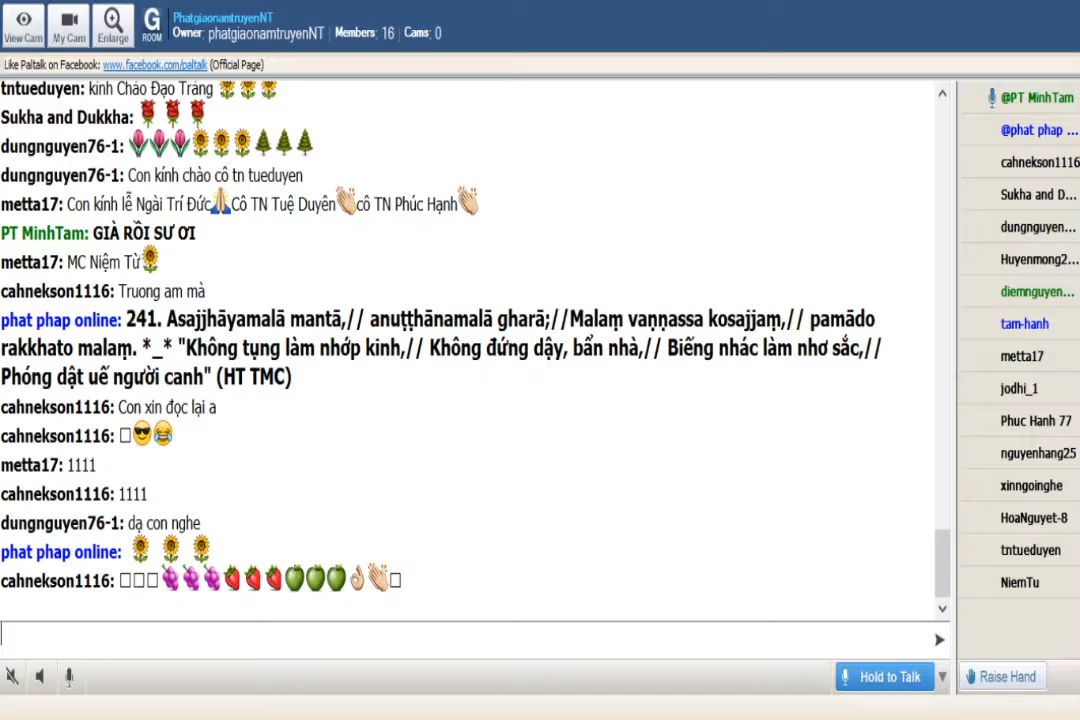 PhatgiaonamtruyenNT
View Cam
My Cam
Enlarge
G
ROOM
Owner: phatgiaonamtruyenNT Members: 16 Cams: 0
Like Paltalk on Facebook: www.facebook.com/paltalk (Official Page)
tntueduyen: kính Chào Đạo Tràng 🌻 🌻 🌻
Sukha and Dukkha: 🌹 🌹 🌹
dungnguyen76-1: 🌷🌷🌷🌻🌻🌻🌲🌲🌲
dungnguyen76-1: Con kính chào cô tn tueduyen
metta17: Con kính lễ Ngài Trí Đức🙏Cô TN Tuệ Duyên👏cô TN Phúc Hạnh👏
PT MinhTam: GIÀ RỒI SƯ ƠI
metta17: MC Niệm Từ🌻
cahnekson1116: Truong am mà
phat phap online: 241. Asajjhāyamalā mantā,// anuṭṭhānamalā gharā;//Malaṃ vaṇṇassa kosajjaṃ,// pamādo
rakkhato malaṃ. *_* "Không tụng làm nhớp kinh,// Không đứng dậy, bẩn nhà,// Biếng nhác làm nhơ sắc,//
Phóng dật uế người canh" (HT TMC)
cahnekson1116: Con xin đọc lại a
cahnekson1116: □😎😂
metta17: 1111
cahnekson1116: 1111
dungnguyen76-1: dạ con nghe
phat phap online: 🌻 🌻 🌻
cahnekson1116: □□□🍇🍇🍇🍓🍓🍓🍏🍏🍏👌👏□
Hold to Talk
@PT MinhTam
@phat phap ...
cahnekson1116
Sukha and D...
dungnguyen...
Huyenmong2...
diemnguyen...
tam-hanh
metta17
jodhi_1
Phuc Hanh 77
nguyenhang25
xinngoinghe
HoaNguyet-8
tntueduyen
NiemTu
Raise Hand